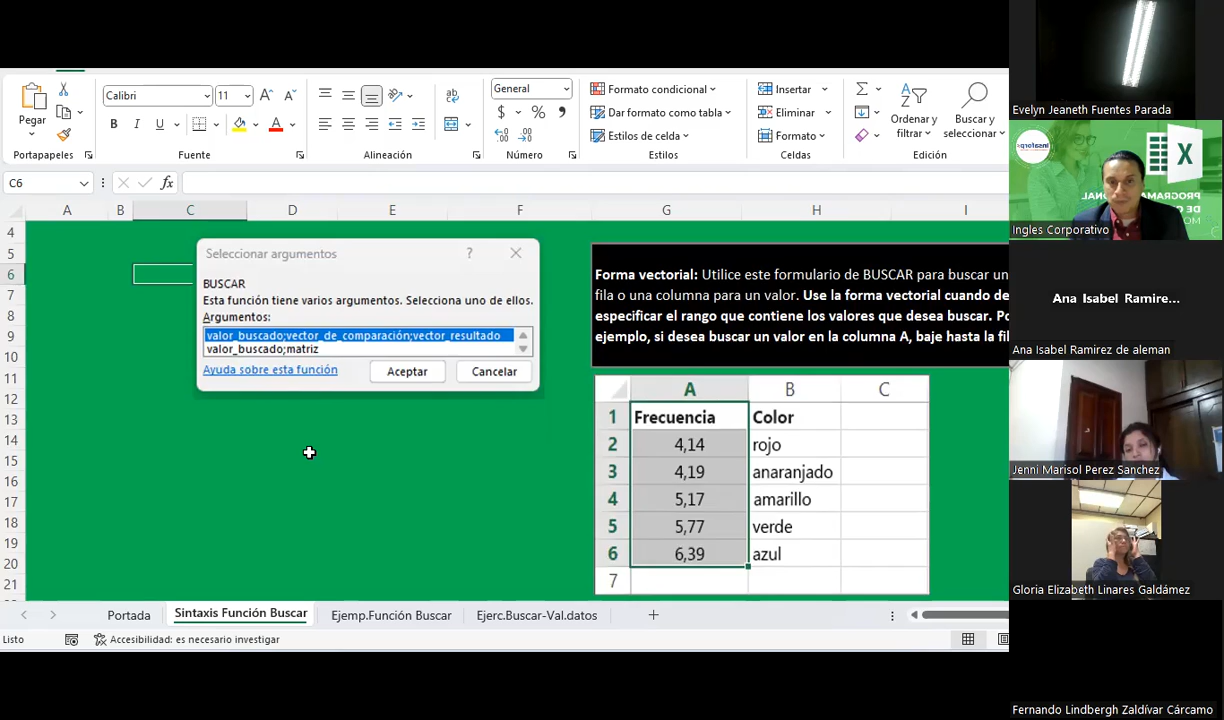 Pegar
Portapapeles
Calibri
11
A
A
N
K
S
A
Fuente
ab
Alineación
General
$
%
Número
Formato condicional
Dar formato como tabla
Estilos de celda
Estilos
Insertar
Eliminar
Formato
Celdas
Ordenar y
filtrar
Buscar y
seleccionar
Edición
C6
fx
A B C D E F G H I
4
5
6
7
8
9
10
11
12
13
14
15
16
17
18
19
20
21
Seleccionar argumentos
?
BUSCAR
Esta función tiene varios argumentos. Selecciona uno de ellos.
Argumentos:
valor_buscado;vector_de_comparación;vector_resultado
valor_buscado;matriz
Ayuda sobre esta función
Aceptar
Cancelar
Forma vectorial: Utilice este formulario de BUSCAR para buscar un
fila o una columna para un valor. Use la forma vectorial cuando de
especificar el rango que contiene los valores que desea buscar. Po
ejemplo, si desea buscar un valor en la columna A, baje hasta la fil
A B C
1 Frecuencia Color
2 4,14 rojo
3 4,19 anaranjado
4 5,17 amarillo
5 5,77 verde
6 6,39 azul
7
Portada
Sintaxis Función Buscar
Ejemp.Función Buscar
Ejerc.Buscar-Val.datos
Listo
Accesibilidad: es necesario investigar
Evelyn Jeaneth Fuentes Parada
Insaforp
X
Ingles Corporativo
Ana Isabel Ramire...
Ana Isabel Ramirez de aleman
Jenni Marisol Perez Sanchez
Gloria Elizabeth Linares Galdámez
Fernando Lindbergh Zaldívar Cárcamo